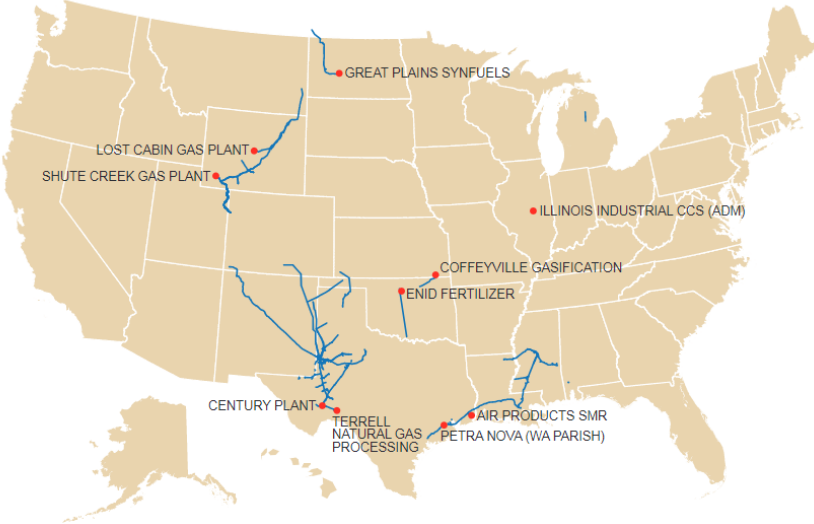 GREAT PLAINS SYNFUELS
LOST CABIN GAS PLANT
SHUTE CREEK GAS PLANT
ILLINOIS INDUSTRIAL CCS (ADM)
COFFEYVILLE GASIFICATION
ENID FERTILIZER
CENTURY PLANT
TERRELL
NATURAL GAS
PROCESSING
AIR PRODUCTS SMR
PETRA NOVA (WA PARISH)